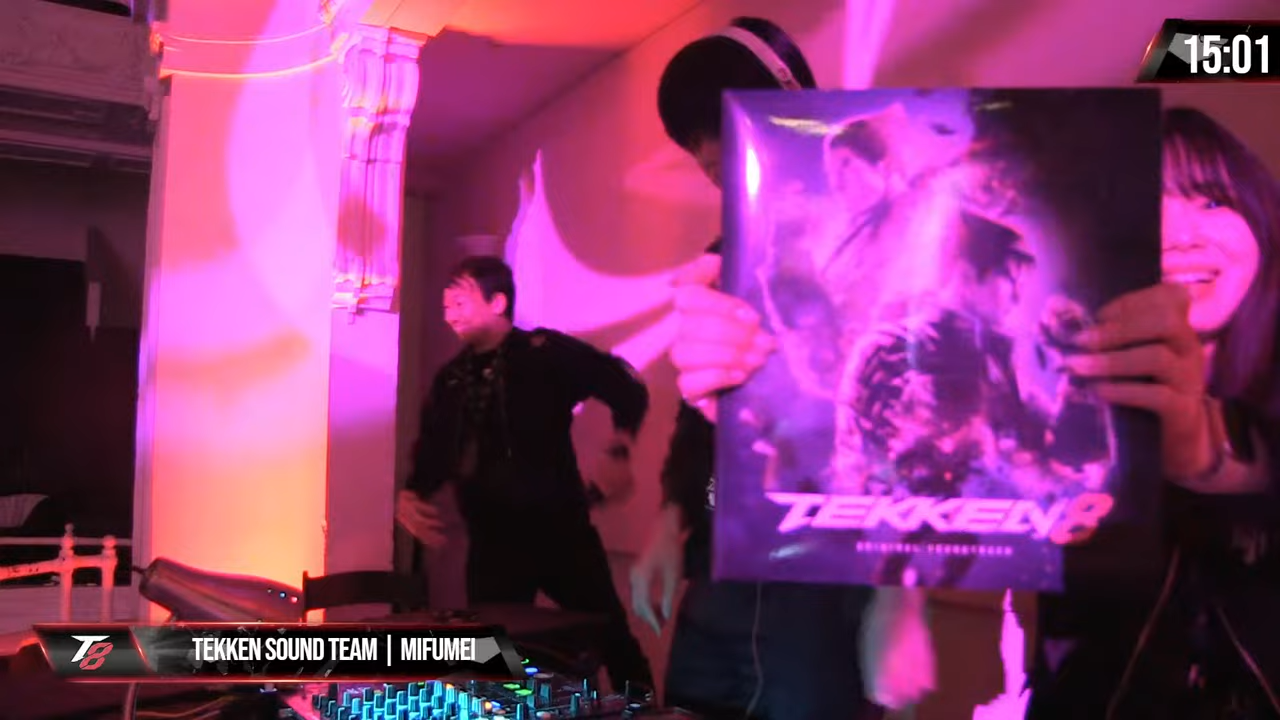 15:01
TEKKEN 8
ORIGINAL SOUNDTRACK
T8
TEKKEN SOUND TEAM | MIFUMEI